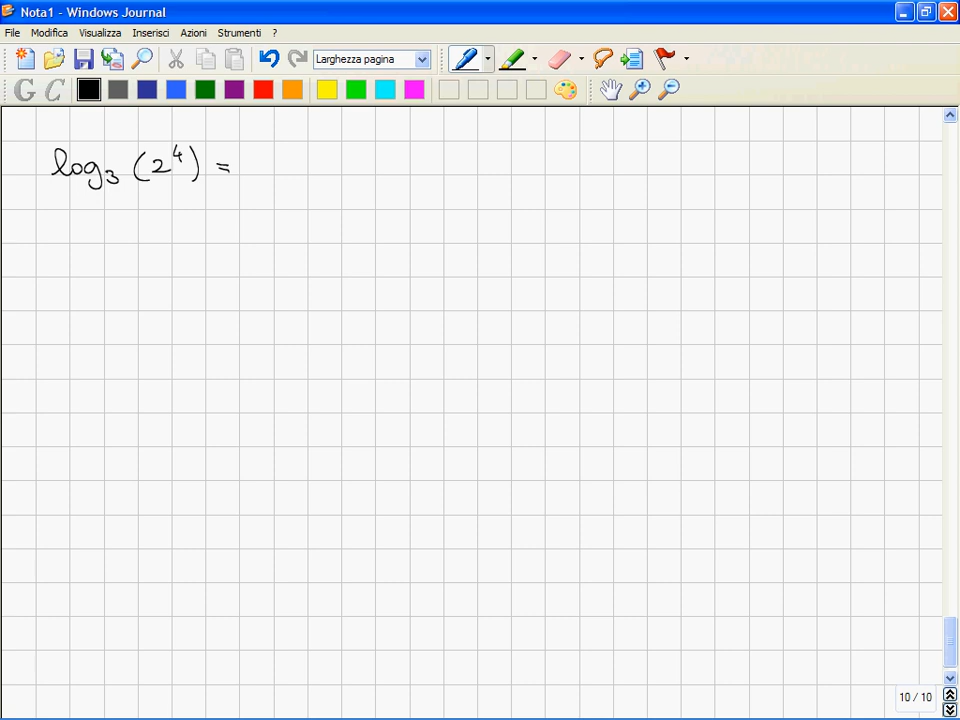 Nota1 - Windows Journal
File Modifica Visualizza Inserisci Azioni Strumenti ?
Larghezza pagina
G C
log₃ (2⁴) =
10 / 10